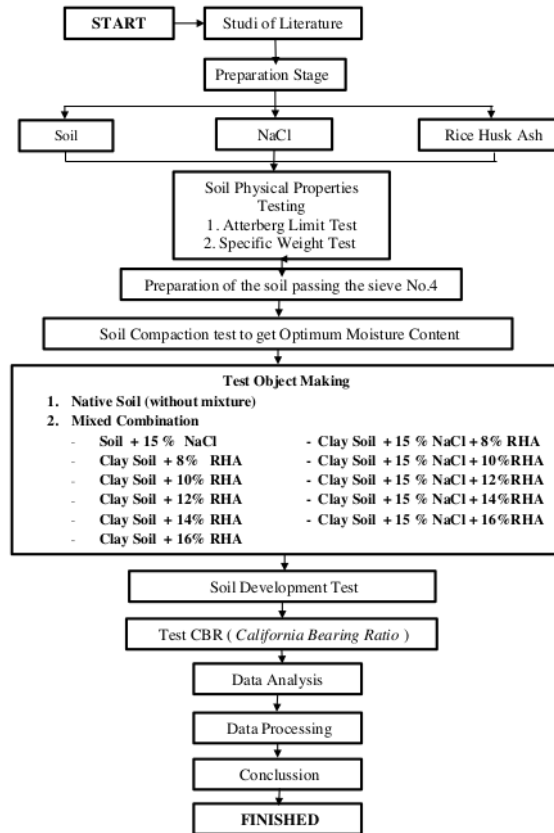 START
Studi of Literature
Preparation Stage
Soil
NaCl
Rice Husk Ash
Soil Physical Properties
Testing
1. Atterberg Limit Test
2. Specific Weight Test
Preparation of the soil passing the sieve No.4
Soil Compaction test to get Optimum Moisture Content
Test Object Making
1. Native Soil (without mixture)
2. Mixed Combination
- Soil + 15 % NaCl
- Clay Soil + 8% RHA
- Clay Soil + 10% RHA
- Clay Soil + 12% RHA
- Clay Soil + 14% RHA
- Clay Soil + 16% RHA
- Clay Soil + 15 % NaCl + 8% RHA
- Clay Soil + 15 % NaCl + 10%RHA
- Clay Soil + 15 % NaCl + 12%RHA
- Clay Soil + 15 % NaCl + 14%RHA
- Clay Soil + 15 % NaCl + 16%RHA
Soil Development Test
Test CBR ( California Bearing Ratio )
Data Analysis
Data Processing
Conclussion
FINISHED